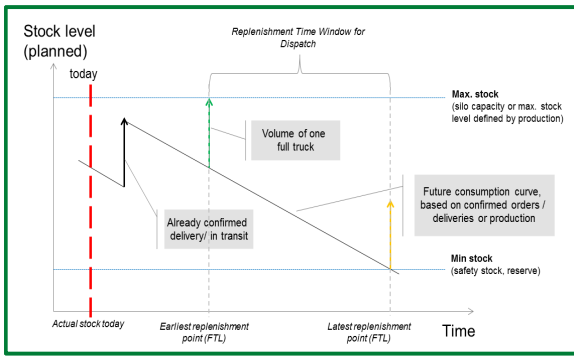 Stock level
(planned)
Replenishment Time Window for
Dispatch
today
Max. stock
(silo capacity or max. stock
level defined by production)
Volume of one
full truck
Future consumption curve,
based on confirmed orders /
deliveries or production
Already confirmed
delivery/ in transit
Min stock
(safety stock, reserve)
Actual stock today
Earliest replenishment
point (FTL)
Latest replenishment
point (FTL)
Time